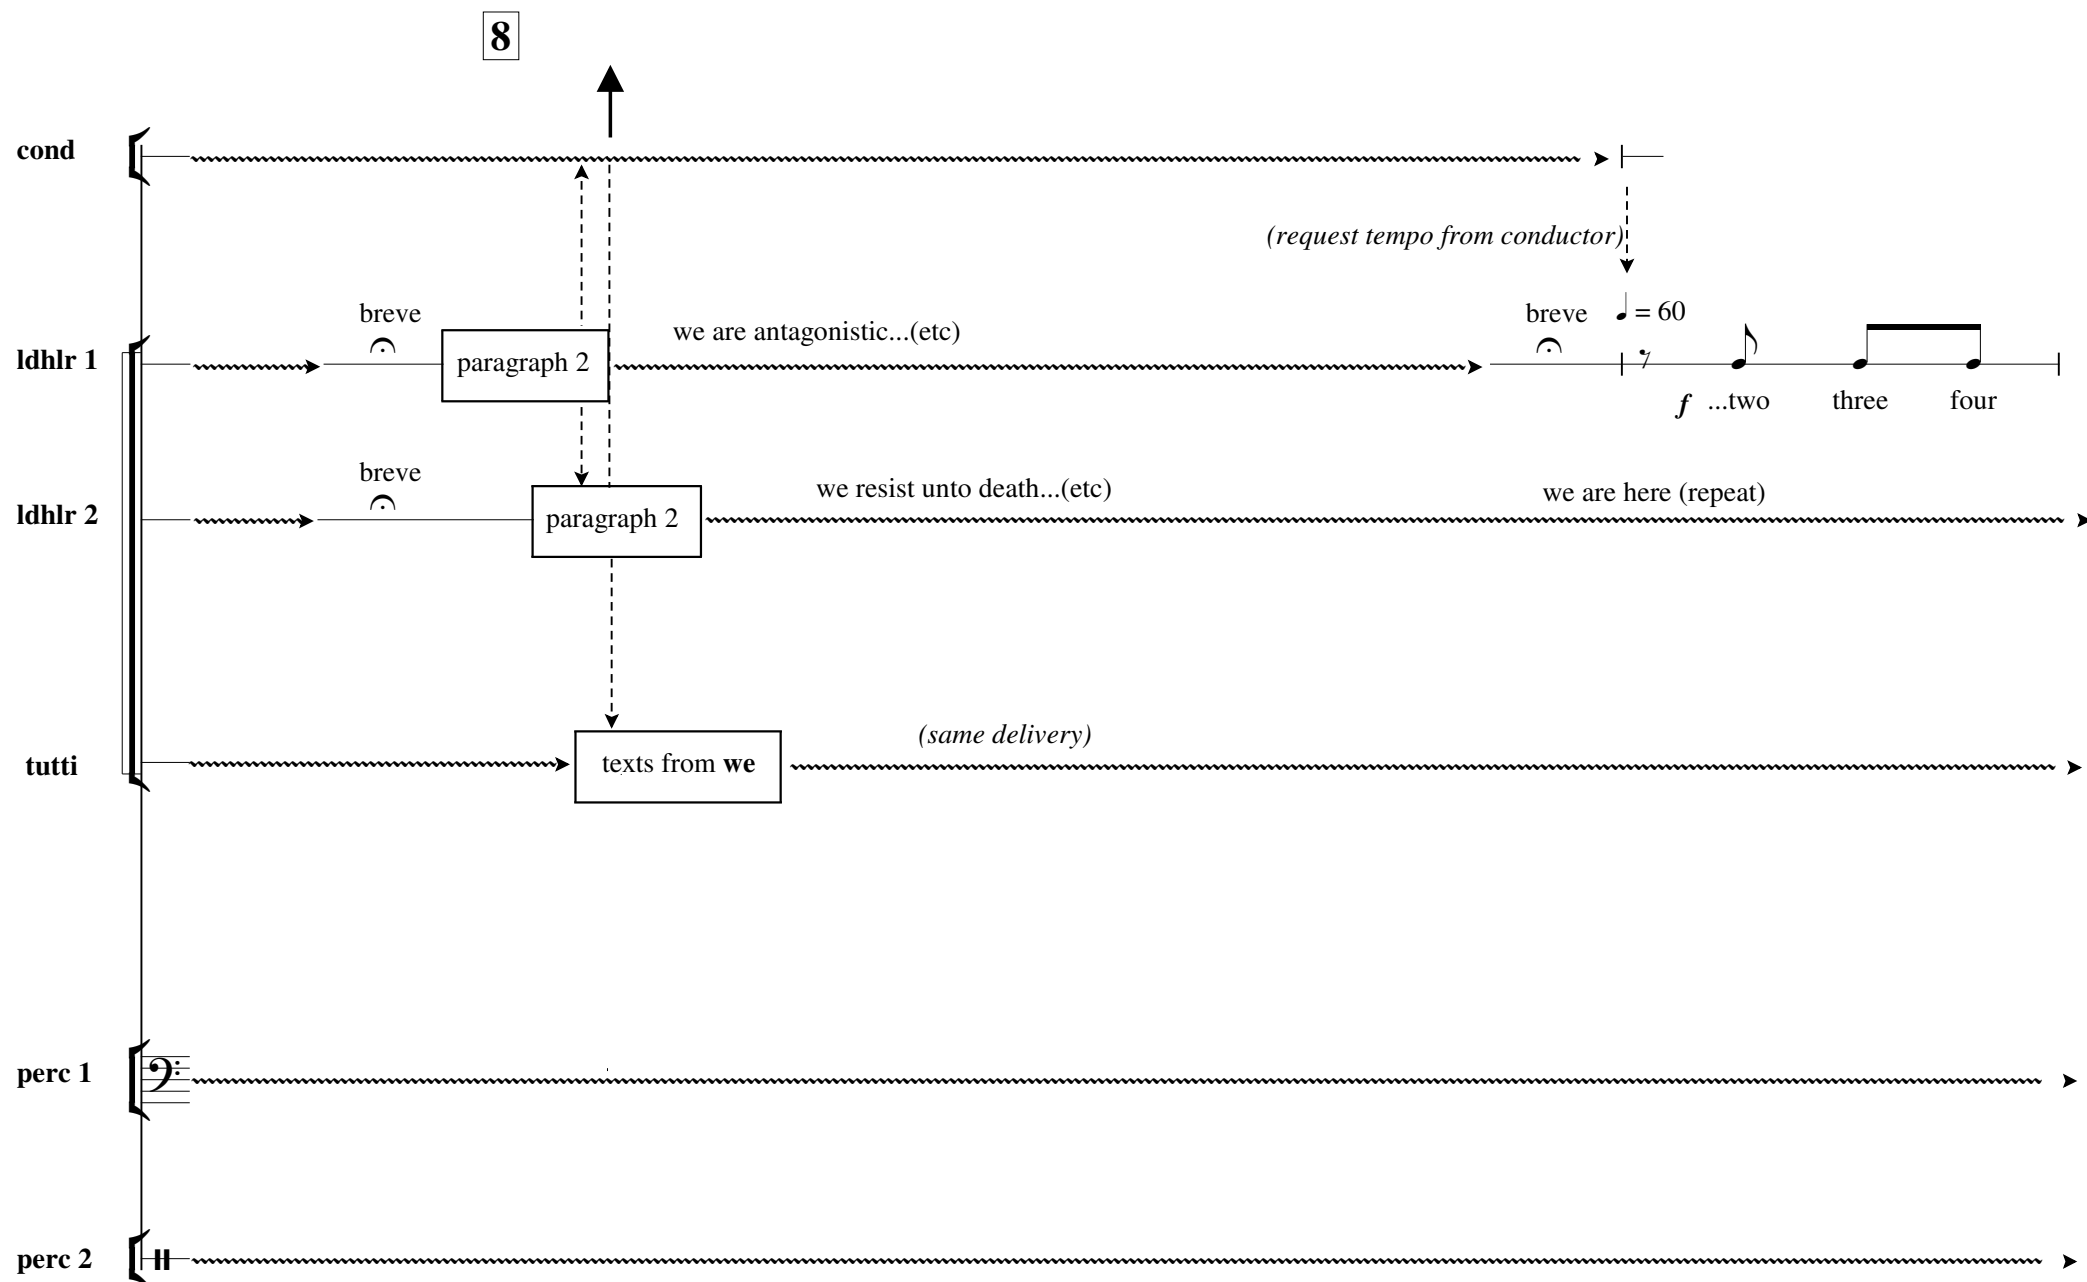 8
cond
(request tempo from conductor)
breve
we are antagonistic...(etc)
breve
= 60
ldhlr 1
paragraph 2
f ...two three four
breve
we resist unto death...(etc)
we are here (repeat)
ldhlr 2
paragraph 2
(same delivery)
tutti
texts from we
perc 1
perc 2